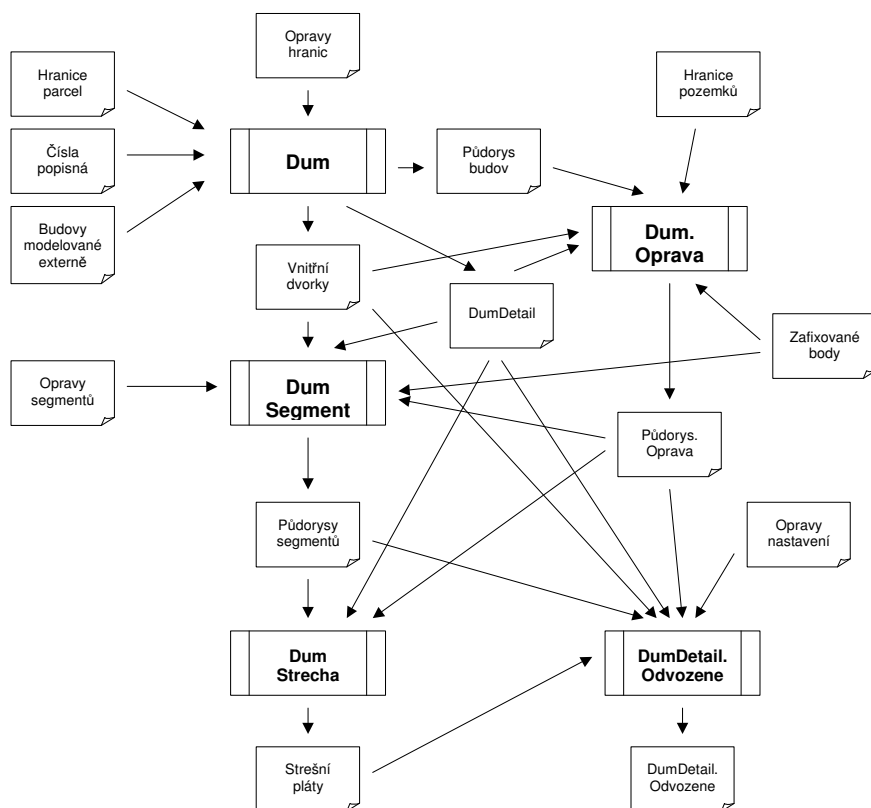 Opravy
hranic
Hranice
parcel
Hranice
pozemků
Čísla
popisná
Dum
Půdorys
budov
Budovy
modelované
externě
Dum.
Oprava
Vnitřní
dvorky
DumDetail
Zafixované
body
Opravy
segmentů
Dum
Segment
Půdorys.
Oprava
Půdorysy
segmentů
Opravy
nastavení
Dum
Strecha
DumDetail.
Odvozene
Strešní
pláty
DumDetail.
Odvozene